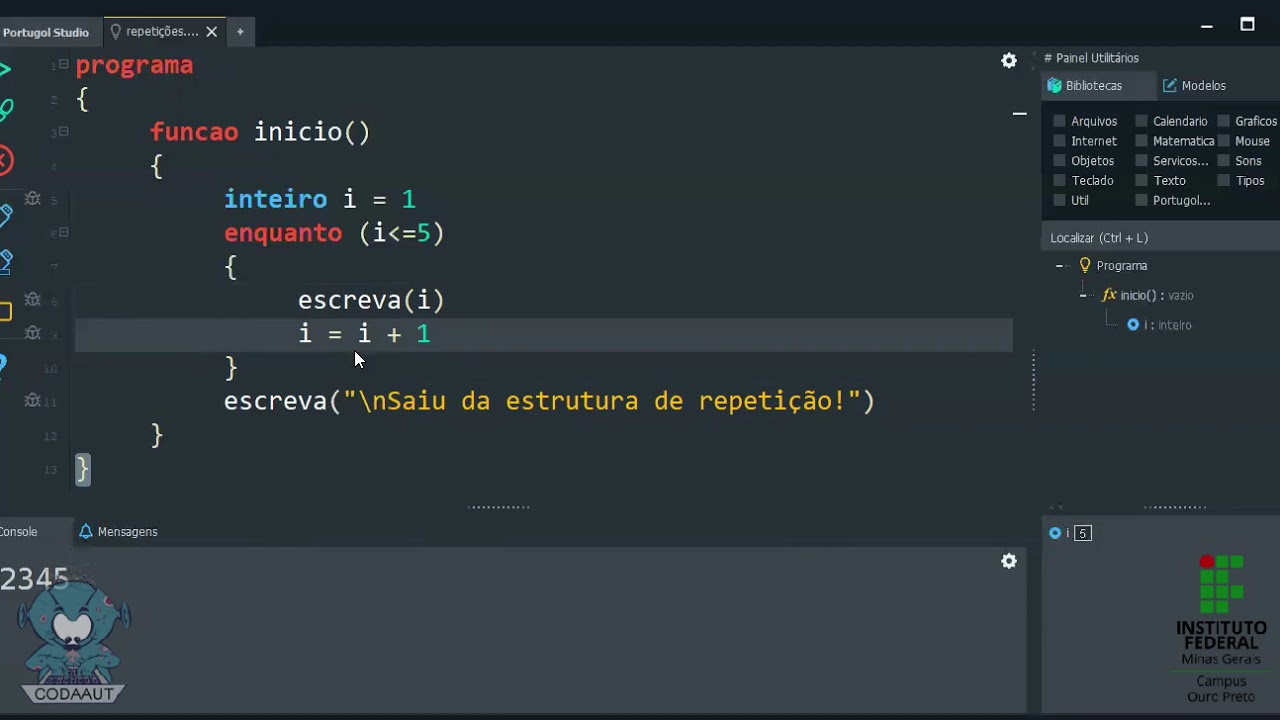 Portugol Studio repetições.... +
1 programa
2 {
3 funcao inicio()
4 {
5 inteiro i = 1
6 enquanto (i<=5)
7 {
8 escreva(i)
9 i = i + 1
10 }
11 escreva("\nSaiu da estrutura de repetição!")
12 }
13 }
# Painel Utilitários
Bibliotecas Modelos
Arquivos Calendario Graficos
Internet Matematica Mouse
Objetos Servicos... Sons
Teclado Texto Tipos
Util Portugol...
Localizar (Ctrl + L)
Programa
fx inicio() : vazio
i : inteiro
Console Mensagens
2345
i 5
CODAAUT
INSTITUTO
FEDERAL
Minas Gerais
Campus
Ouro Preto